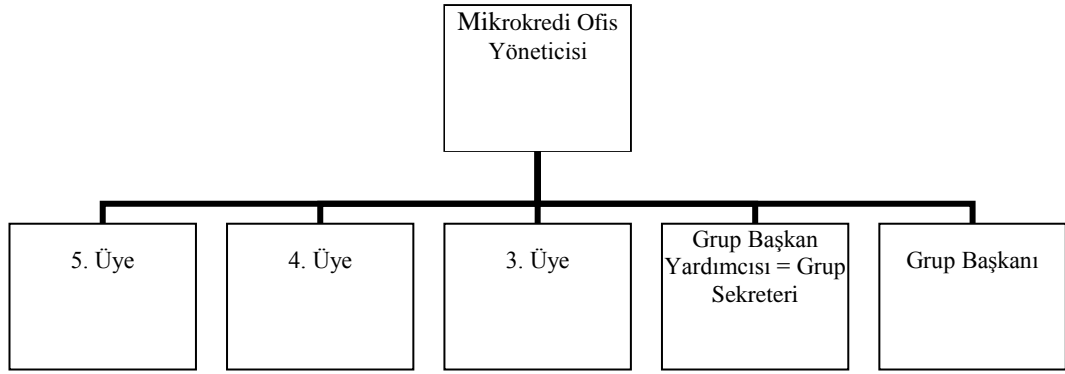 Mikrokredi Ofis
Yöneticisi
5. Üye
4. Üye
3. Üye
Grup Başkan
Yardımcısı = Grup
Sekreteri
Grup Başkanı